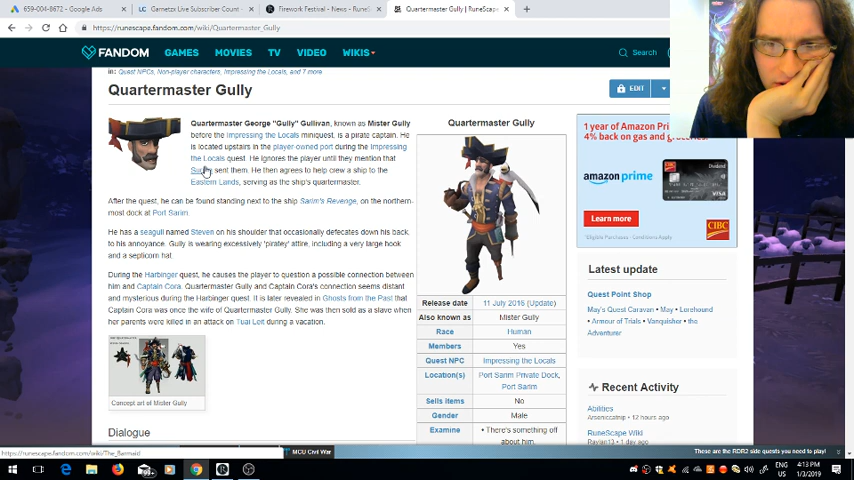 659-004-8672 - Google Ads
Gametzi Live Subscriber Count
Firework Festival - News - RuneS
Quartermaster Gully | RuneScap
https://runescape.fandom.com/wiki/Quartermaster_Gully
FANDOM GAMES MOVIES TV VIDEO WIKIS Search
in: Quest NPCs, Non-player characters, Impressing the Locals, and 7 more
Quartermaster Gully
EDIT
Quartermaster George "Gully" Gullivan, known as Mister Gully
before the Impressing the Locals miniquest, is a pirate captain. He
is located upstairs in the player-owned port during the Impressing
the Locals quest. He ignores the player until they mention that
sent them. He then agrees to help crew a ship to the
Eastern Lands, serving as the ship's quartermaster.
After the quest, he can be found standing next to the ship Sarim's Revenge, on the northern-
most dock at Port Sarim.
He has a seagull named Steven on his shoulder that occasionally defecates down his back,
to his annoyance. Gully is wearing excessively 'piratey' attire, including a very large hook
and a septicorn hat
During the Harbinger quest, he causes the player to question a possible connection between
him and Captain Cora. Quartermaster Gully and Captain Cora's connection seems distant
and mysterious during the Harbinger quest. It is later revealed in Ghosts from the Past that
Captain Cora was once the wife of Quartermaster Gully. She was then sold as a slave when
her parents were killed in an attack on Tuai Leit during a vacation.
Concept art of Mister Gully
Dialogue
Quartermaster Gully
Release date 11 July 2016 (Update)
Also known as Mister Gully
Race Human
Members Yes
Quest NPC Impressing the Locals
Location(s) Port Sarim Private Dock,
Port Sarim
Sells items No
Gender Male
Examine • There's something off
about him.
1 year of Amazon Pri
4% back on gas and groceries.
amazon prime
Learn more
CIBC
Dividend
Latest update
Quest Point Shop
May's Quest Caravan • May • Lorehound
• Armour of Trials • Vanquisher • the
Adventurer
Recent Activity
Abilities
Arseniccatnip • 12 hours ago
RuneScape Wiki
Raylan13 • 1 day ago
https://runescape.fandom.com/wiki/The_Barmaid
MCU Civil War
These are the RDR2 side quests you need to play!
ENG
US
4:13 PM
1/3/2019